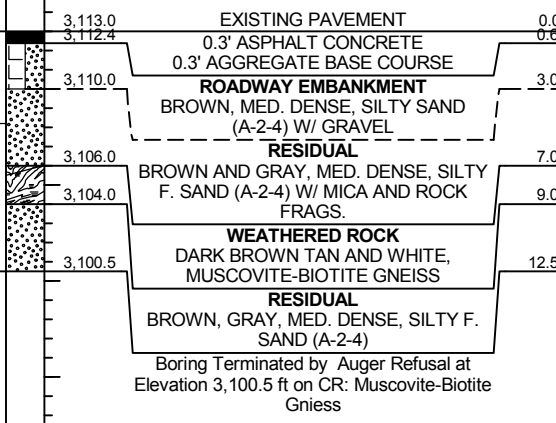 3,113.0 EXISTING PAVEMENT 0.0
3,112.4 0.3' ASPHALT CONCRETE 0.6
0.3' AGGREGATE BASE COURSE
3,110.0 ROADWAY EMBANKMENT 3.0
BROWN, MED. DENSE, SILTY SAND
(A-2-4) W/ GRAVEL
RESIDUAL
3,106.0 BROWN AND GRAY, MED. DENSE, SILTY 7.0
3,104.0 F. SAND (A-2-4) W/ MICA AND ROCK 9.0
FRAGS.
WEATHERED ROCK
DARK BROWN TAN AND WHITE,
3,100.5 MUSCOVITE-BIOTITE GNEISS 12.5
RESIDUAL
BROWN, GRAY, MED. DENSE, SILTY F.
SAND (A-2-4)
Boring Terminated by Auger Refusal at
Elevation 3,100.5 ft on CR: Muscovite-Biotite
Gniess